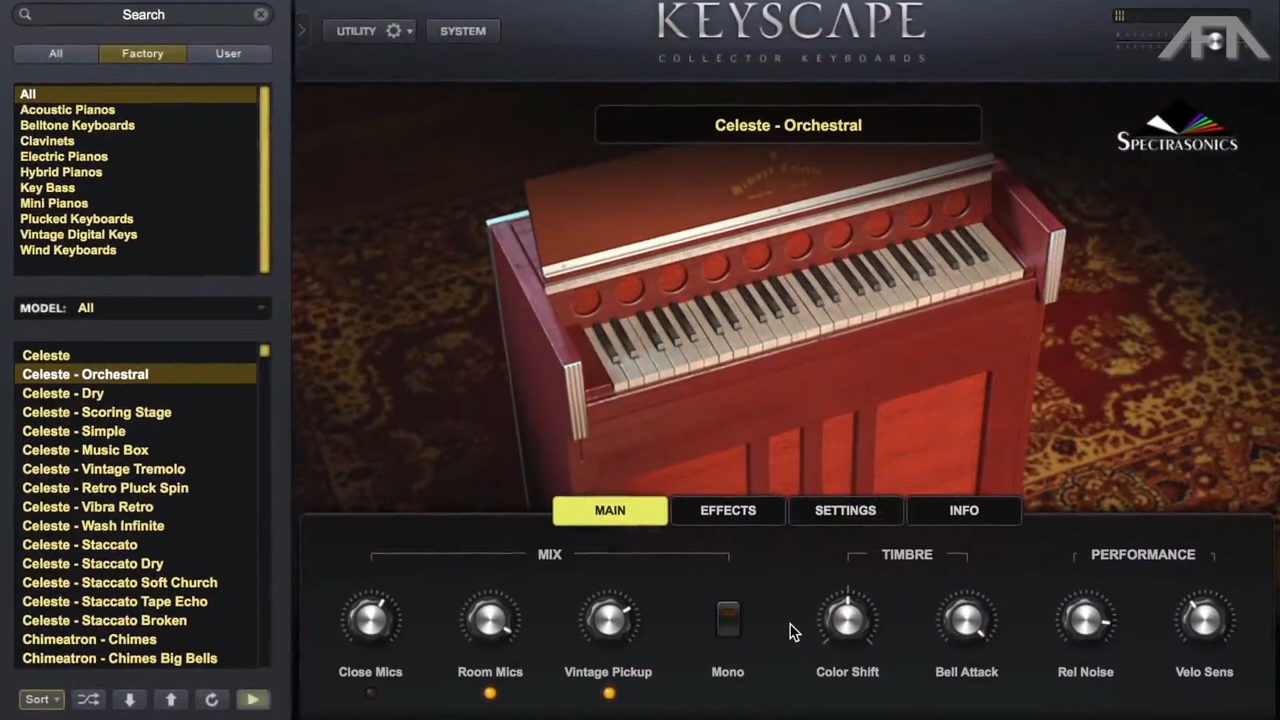 Search
All
Factory
User
All
Acoustic Pianos
Belltone Keyboards
Clavinets
Electric Pianos
Hybrid Pianos
Key Bass
Mini Pianos
Plucked Keyboards
Vintage Digital Keys
Wind Keyboards
MODEL: All
Celeste
Celeste - Orchestral
Celeste - Dry
Celeste - Scoring Stage
Celeste - Simple
Celeste - Music Box
Celeste - Vintage Tremolo
Celeste - Retro Pluck Spin
Celeste - Vibra Retro
Celeste - Wash Infinite
Celeste - Staccato
Celeste - Staccato Dry
Celeste - Staccato Soft Church
Celeste - Staccato Tape Echo
Celeste - Staccato Broken
Chimeatron - Chimes
Chimeatron - Chimes Big Bells
Sort
UTILITY
SYSTEM
KEYSCAPE
COLLECTOR KEYBOARDS
AFA
Celeste - Orchestral
SPECTRASONICS
MAIN
EFFECTS
SETTINGS
INFO
MIX
TIMBRE
PERFORMANCE
Close Mics
Room Mics
Vintage Pickup
Mono
Color Shift
Bell Attack
Rel Noise
Velo Sens